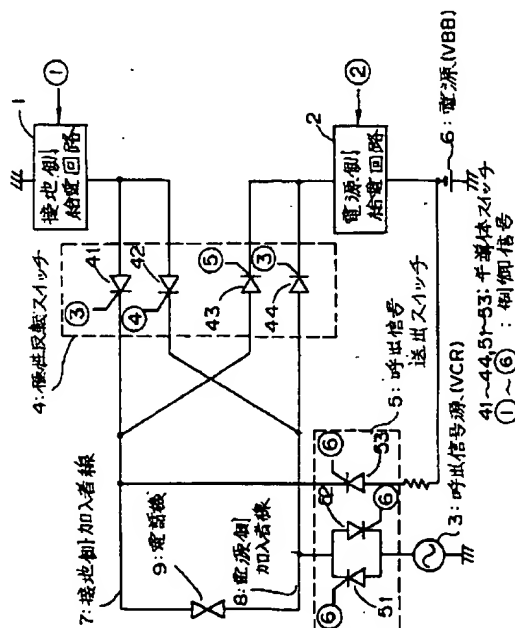 1
接地側
給電回路
①
4:極性反転スイッチ
41
③
42
④
⑤
43
③
44
2
電源側
給電回路
②
6:電源(VBB)
7:接地側加入者線
9:電話機
8:電源側
加入者線
5:呼出信号
送出スイッチ
⑥
53
52
⑥
⑥
51
3:呼出信号源(VCR)
41~44,51~53:半導体スイッチ
①~⑥:制御信号